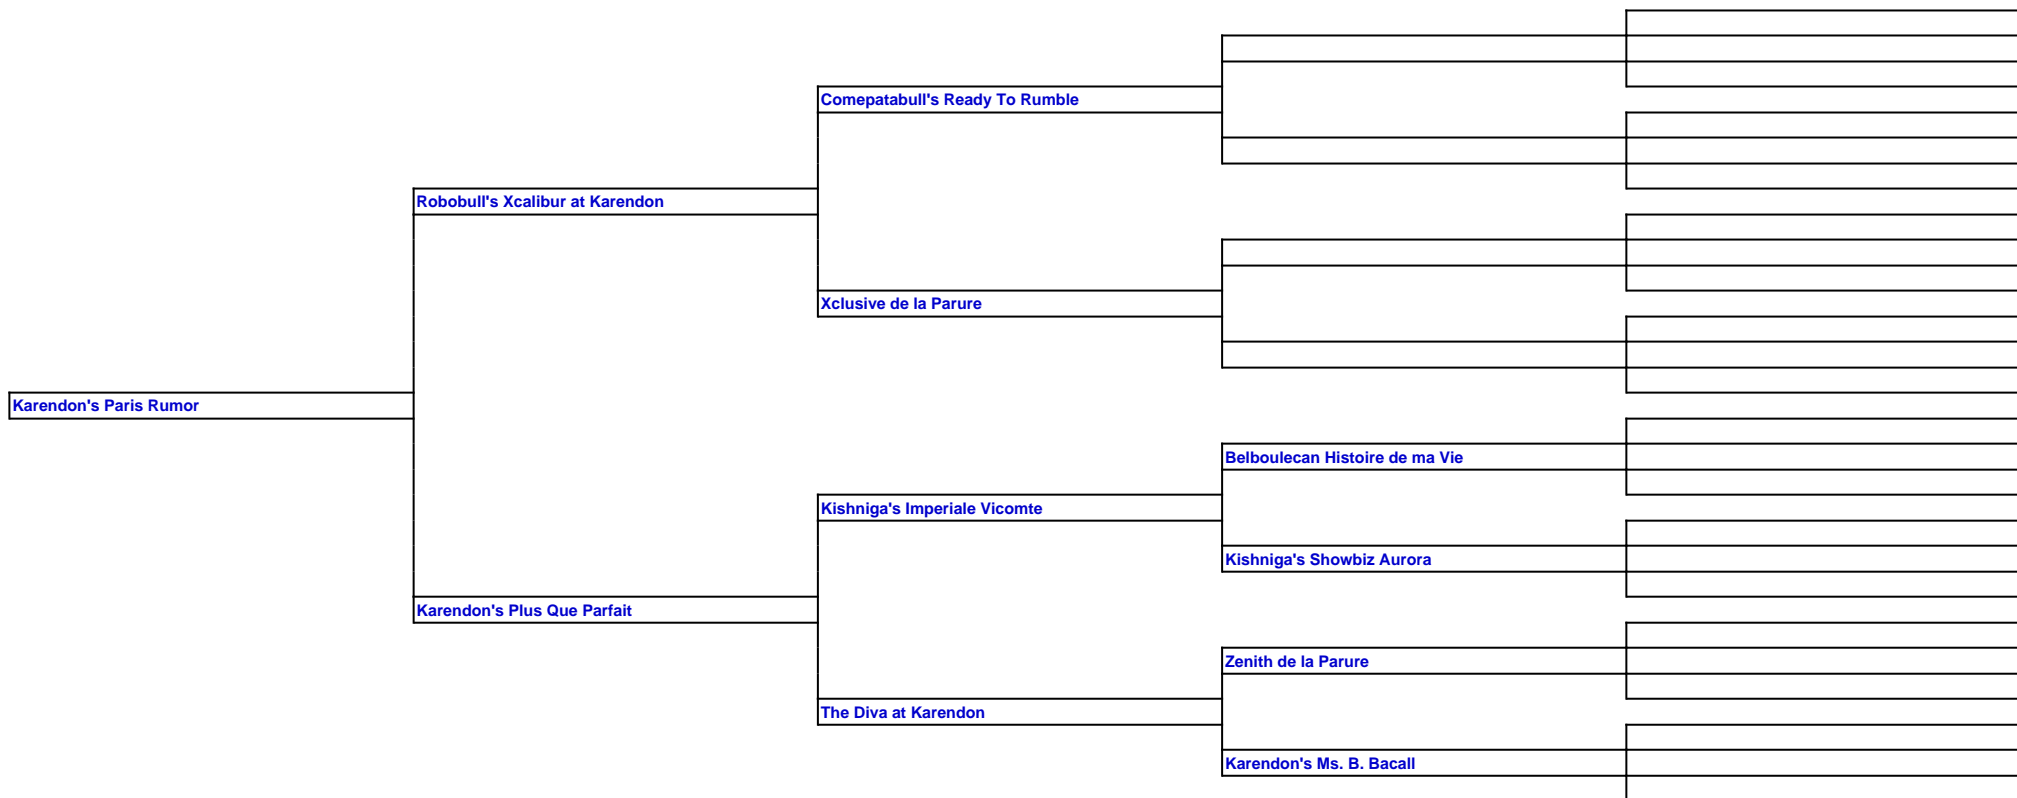 Comepatabull's Ready To Rumble
Robobull's Xcalibur at Karendon
Xclusive de la Parure
Karendon's Paris Rumor
Belboulecan Histoire de ma Vie
Kishniga's Imperiale Vicomte
Kishniga's Showbiz Aurora
Karendon's Plus Que Parfait
Zenith de la Parure
The Diva at Karendon
Karendon's Ms. B. Bacall